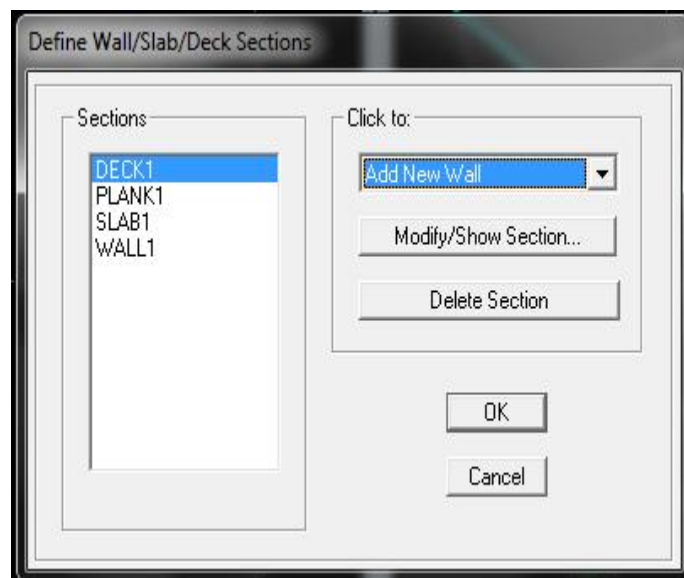 Define Wall/Slab/Deck Sections
Sections
DECK1
PLANK1
SLAB1
WALL1
Click to:
Add New Wall
Modify/Show Section...
Delete Section
OK
Cancel